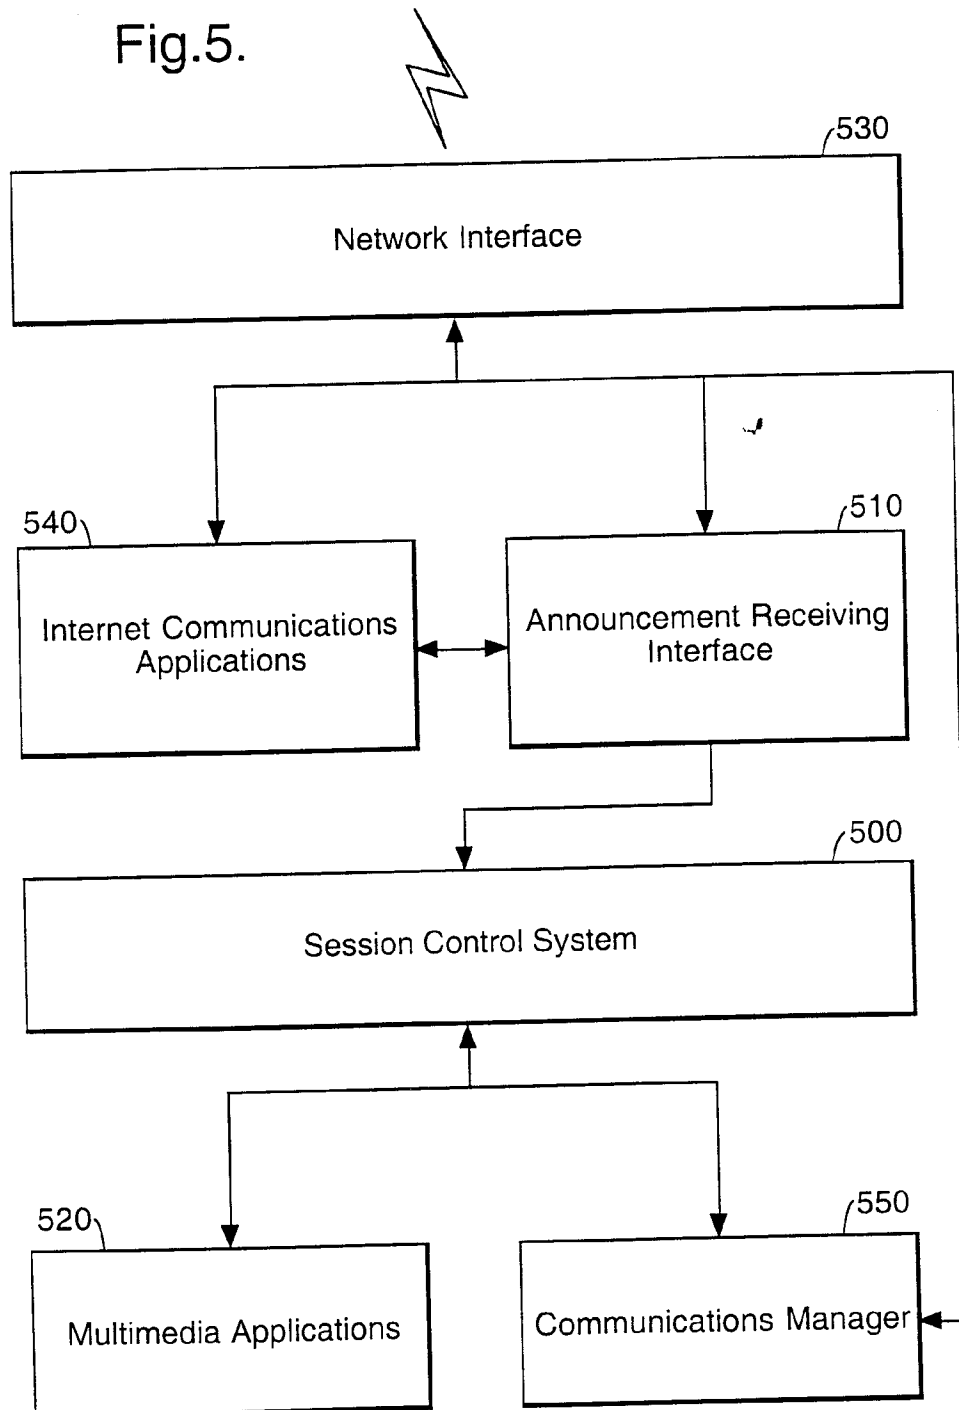 Fig.5.
530
Network Interface
540
510
Internet Communications
Applications
Announcement Receiving
Interface
500
Session Control System
520
550
Multimedia Applications
Communications Manager